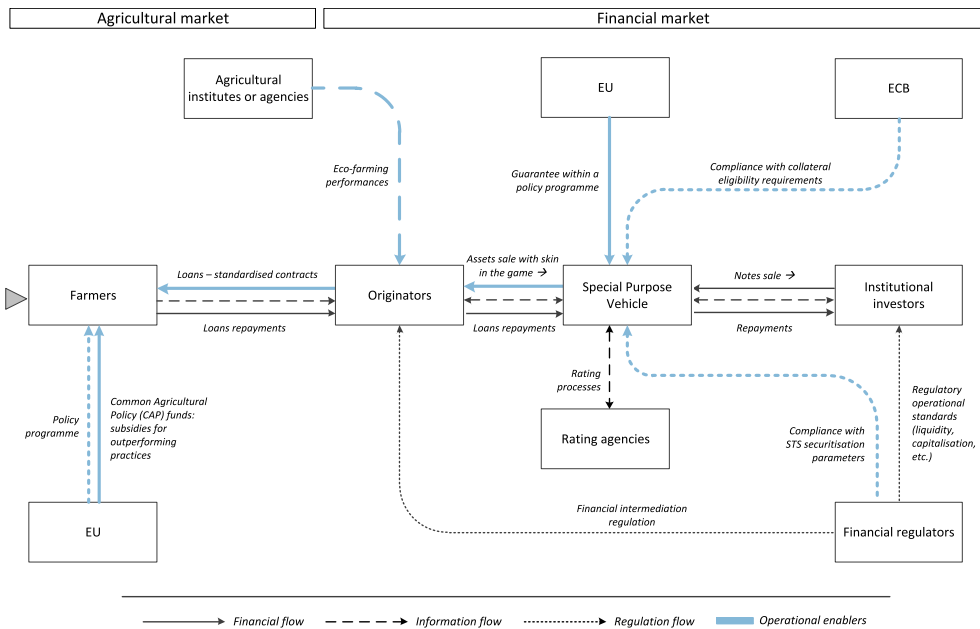 Agricultural market
Financial market
Agricultural
institutes or agencies
EU
ECB
Eco-farming
performances
Guarantee within a
policy programme
Compliance with collateral
eligibility requirements
Farmers
Loans – standardised contracts
Loans repayments
Originators
Assets sale with skin
in the game →
Loans repayments
Special Purpose
Vehicle
Notes sale →
Repayments
Institutional
investors
Rating
processes
Rating agencies
Policy
programme
Common Agricultural
Policy (CAP) funds:
subsidies for
outperforming
practices
Compliance with
STS securitisation
parameters
Regulatory
operational
standards
(liquidity,
capitalisation,
etc.)
EU
Financial intermediation
regulation
Financial regulators
Financial flow
Information flow
Regulation flow
Operational enablers